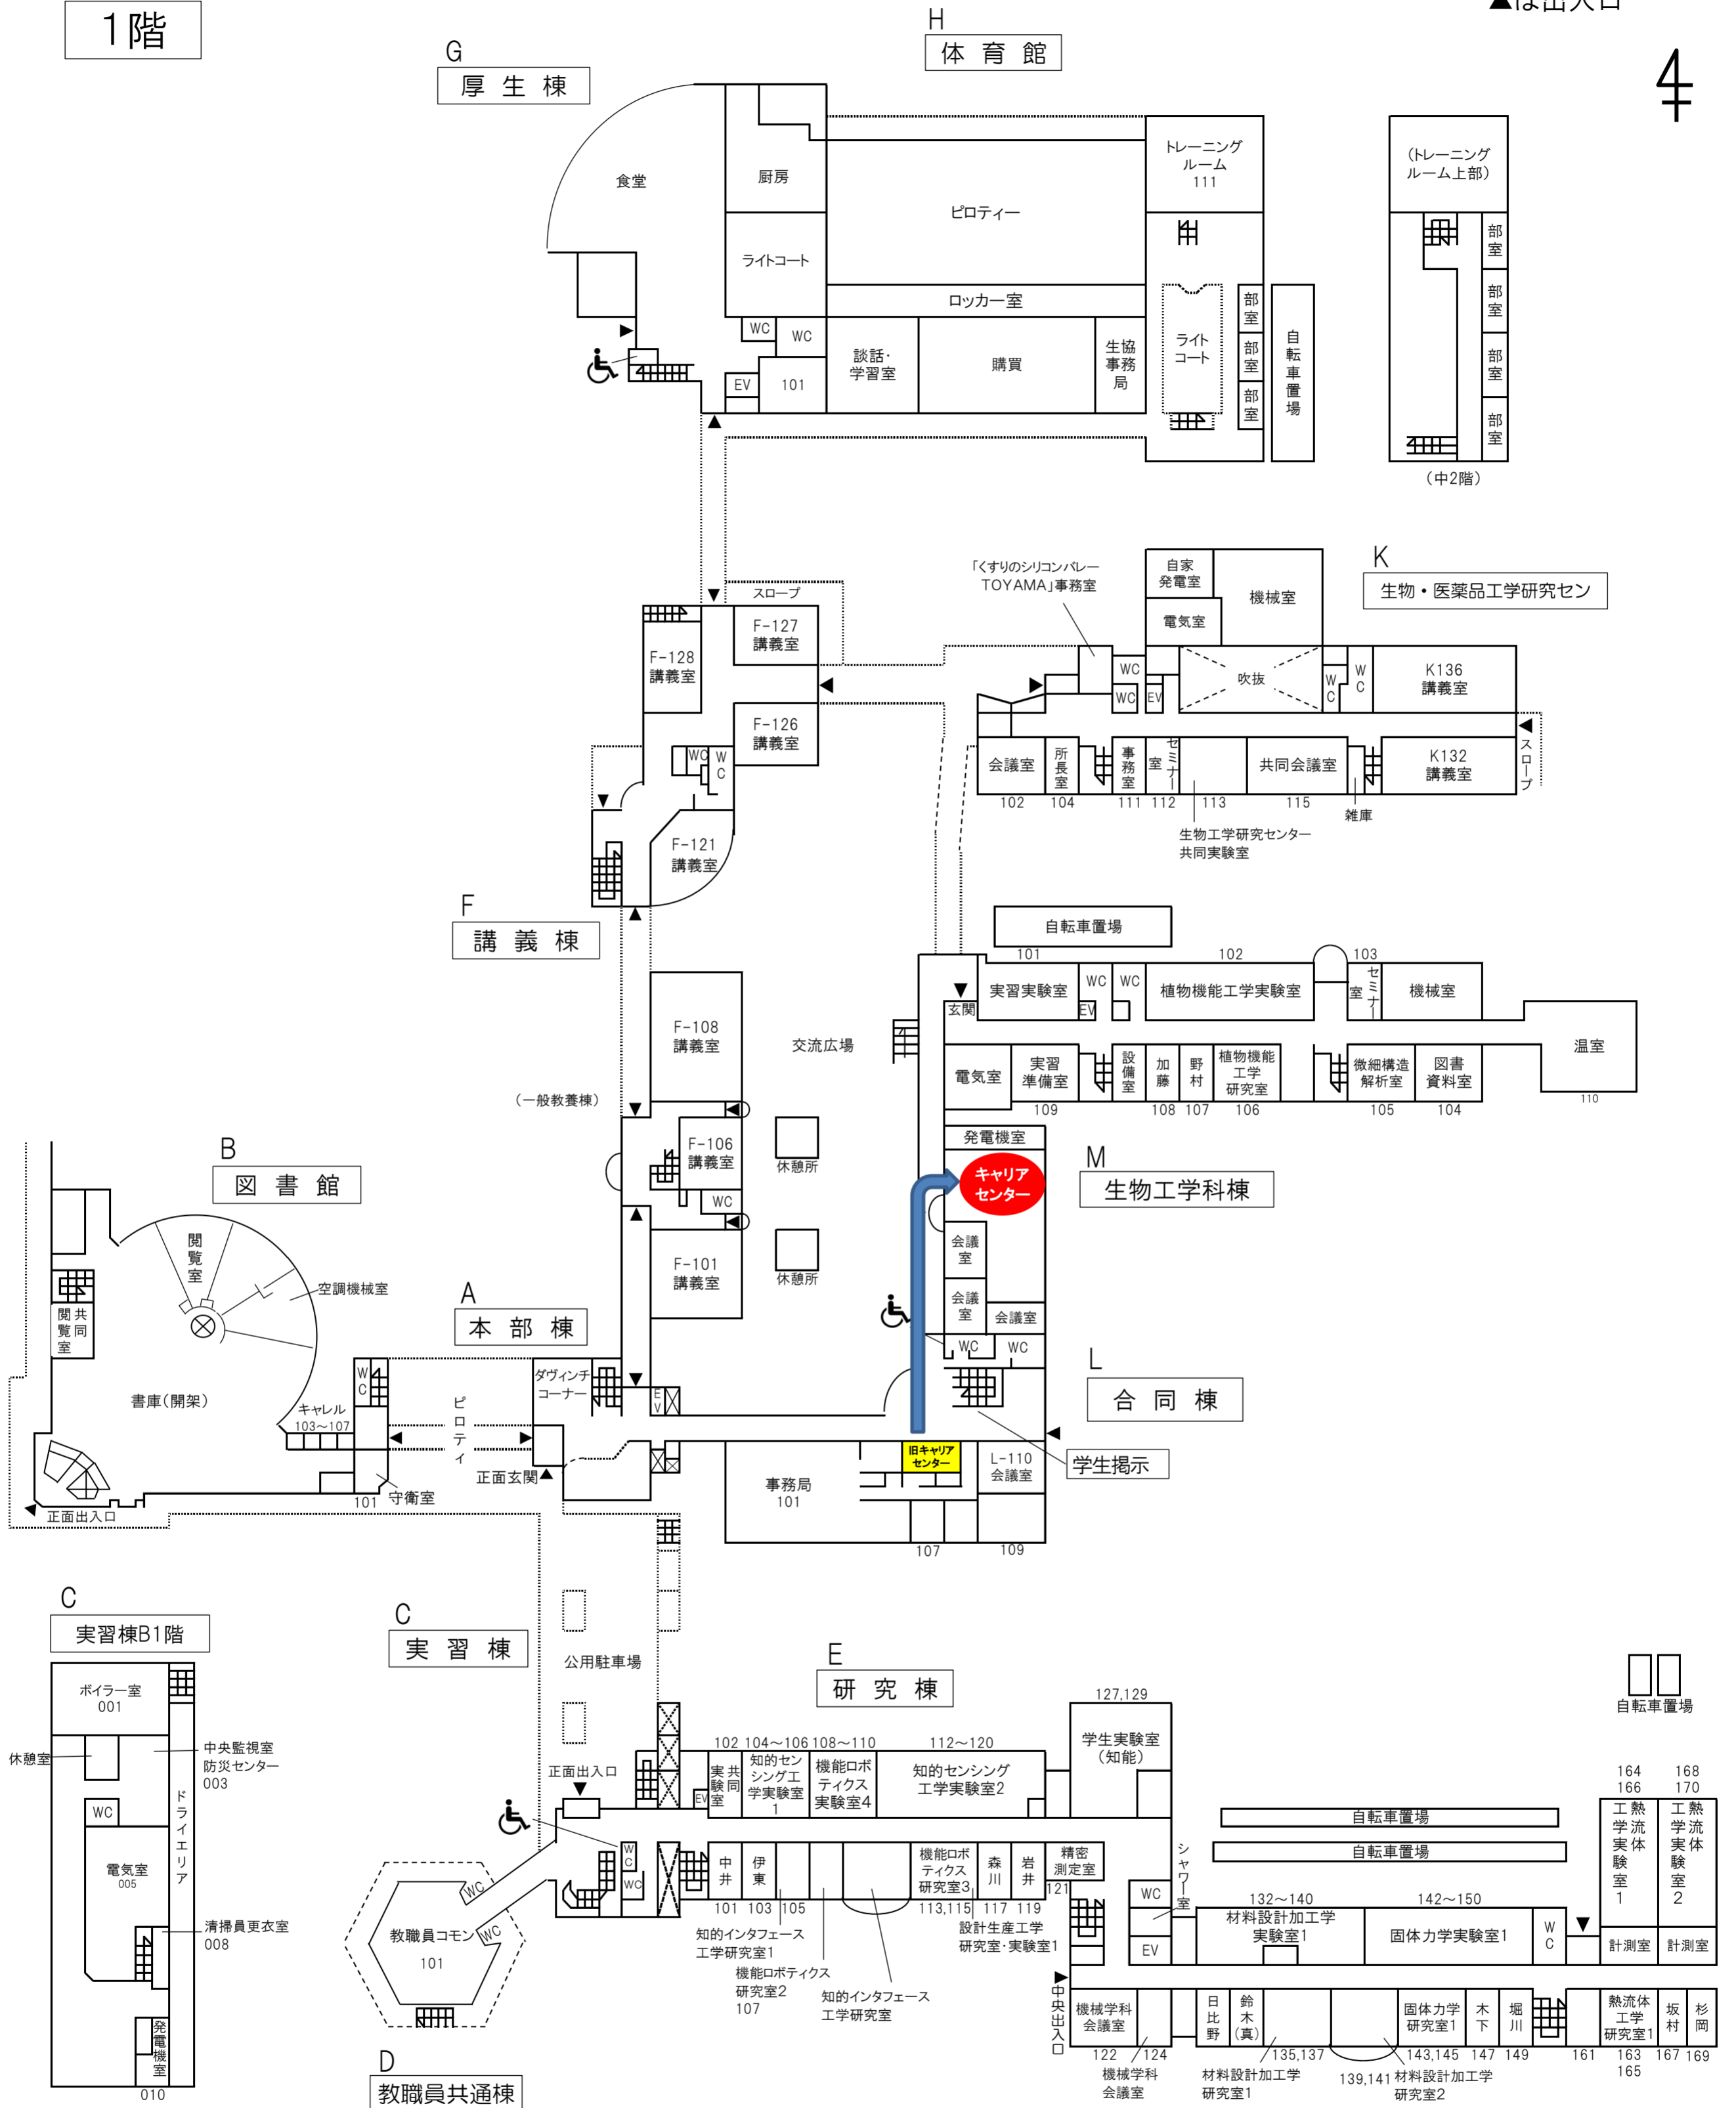 1階
▲は出入口
G
厚 生 棟
H
体 育 館
食堂
厨房
ライトコート
ピロティー
ロッカー室
WC
WC
EV
101
談話・
学習室
購買
生協
事務
局
トレーニング
ルーム
111
ライト
コート
部室
部室
部室
自転車置場
(トレーニング
ルーム上部)
部室
部室
部室
部室
(中2階)
スロープ
F-127
講義室
F-128
講義室
F-126
講義室
WC
WC
F-121
講義室
F
講 義 棟
「くすりのシリコンバレー
TOYAMA」事務室
自家
発電室
電気室
機械室
K
生物・医薬品工学研究セン
WC
WC
EV
吹抜
WC
WC
K136
講義室
会議室
102
所長室
104
事務室
111
セミナー室
112
113
共同会議室
115
雑庫
K132
講義室
スロープ
生物工学研究センター
共同実験室
自転車置場
101
102
103
玄関
実習実験室
WC
WC
EV
植物機能工学実験室
セミナー室
機械室
温室
110
電気室
実習
準備室
109
設備室
加藤
108
野村
107
植物機能
工学
研究室
106
微細構造
解析室
105
図書
資料室
104
F-108
講義室
交流広場
(一般教養棟)
F-106
講義室
WC
休憩所
F-101
講義室
休憩所
発電機室
キャリア
センター
M
生物工学科棟
会議室
会議室
会議室
WC
WC
L
合 同 棟
学生掲示
旧キャリア
センター
L-110
会議室
事務局
101
107
109
B
図 書 館
閲覧室
空調機械室
共同閲覧室
書庫(開架)
キャレル
103～107
WC
101
守衛室
正面出入口
A
本 部 棟
ピロティ
ダヴィンチ
コーナー
EV
正面玄関
C
実習棟B1階
ボイラー室
001
休憩室
中央監視室
防災センター
003
WC
ドライエリア
電気室
005
清掃員更衣室
008
発電機室
010
C
実 習 棟
公用駐車場
正面出入口
WC
WC
WC
WC
教職員コモン
101
D
教職員共通棟
E
研 究 棟
102
104～106
108～110
112～120
127,129
EV
共同実験室
知的セン
シング工
学実験室
1
機能ロボ
ティクス
実験室4
知的センシング
工学実験室2
学生実験室
(知能)
中井
101
伊東
103
105
機能ロボ
ティクス
研究室3
113,115
森川
117
岩井
119
精密
測定室
121
知的インタフェース
工学研究室1
機能ロボティクス
研究室2
107
知的インタフェース
工学研究室
設計生産工学
研究室・実験室1
シャワー室
WC
EV
中央出入口
自転車置場
自転車置場
自転車置場
132～140
材料設計加工学
実験室1
142～150
固体力学実験室1
WC
164
166
熱流体工学実験室1
168
170
熱流体工学実験室2
計測室
計測室
機械学科
会議室
122
124
機械学科
会議室
日比野
鈴木(真)
135,137
材料設計加工学
研究室1
139,141
材料設計加工学
研究室2
固体力学
研究室1
143,145
木下
147
堀川
149
161
熱流体
工学
研究室1
163
165
坂村
167
杉岡
169